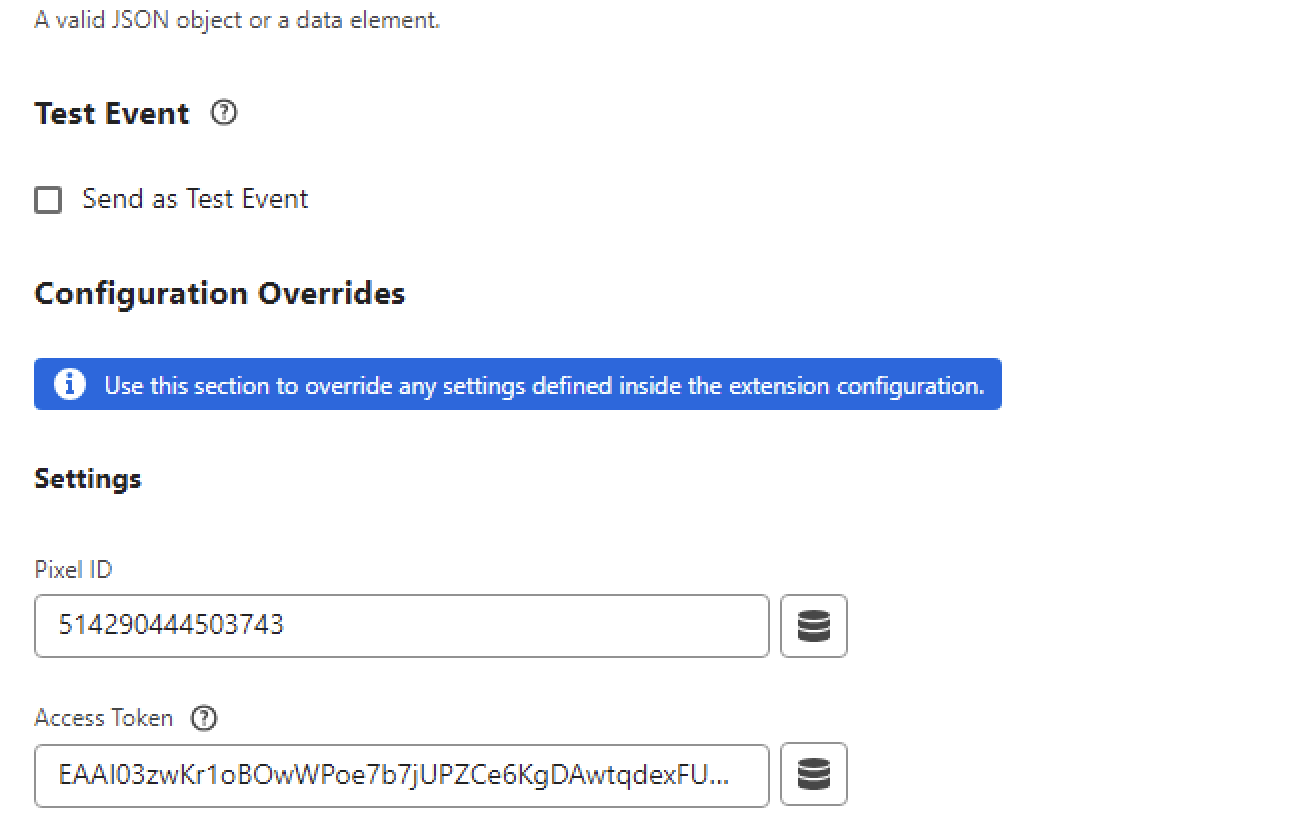 A valid JSON object or a data element.
Test Event
Send as Test Event
Configuration Overrides
Use this section to override any settings defined inside the extension configuration.
Settings
Pixel ID
514290444503743
Access Token
EAAI03zwKr1oBOwWPoe7b7jUPZCe6KgDAwtqdexFU...